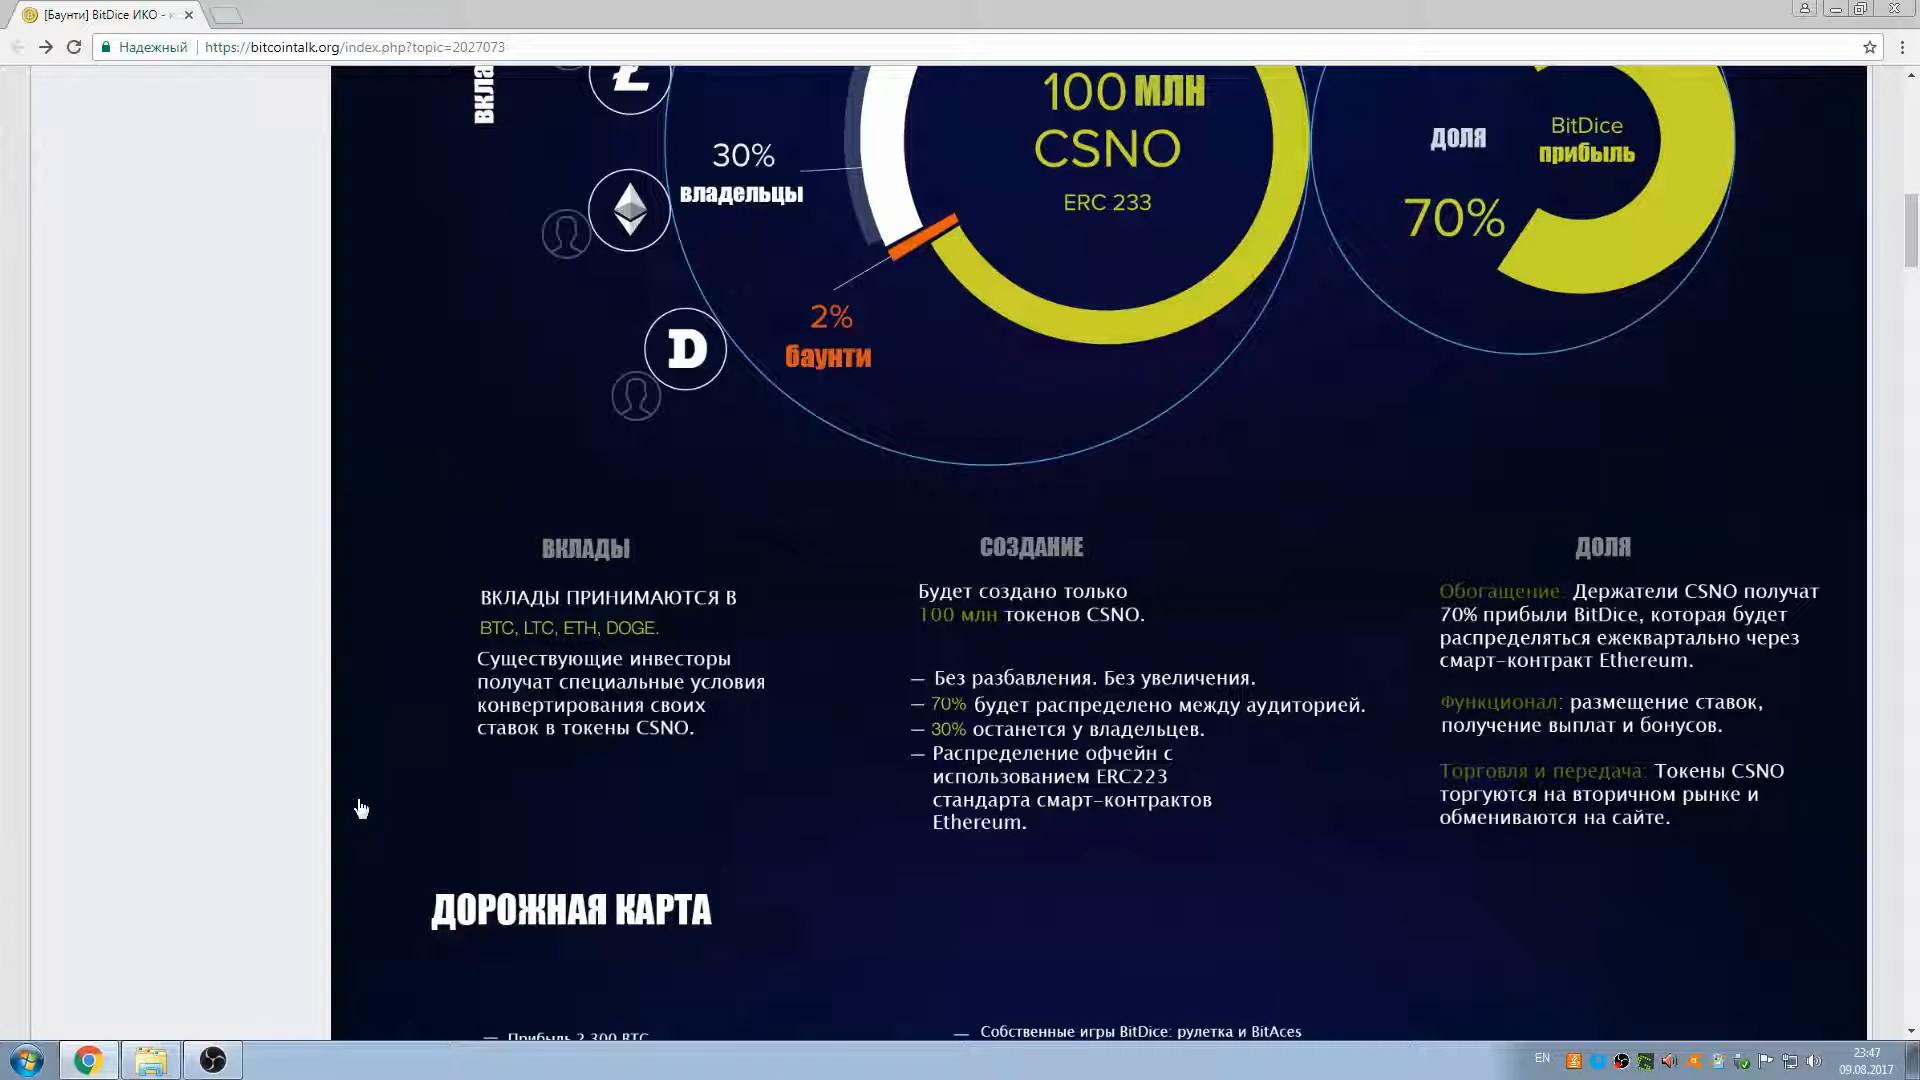 [Баунти] BitDice ИКО - к
Надежный
https://bitcointalk.org/index.php?topic=2027073
100 МЛН
CSNO
ERC 233
30%
владельцы
2%
баунти
ДОЛЯ
70%
BitDice
прибыль
ВКЛА
Ł
D
ВКЛАДЫ
ВКЛАДЫ ПРИНИМАЮТСЯ В
BTC, LTC, ETH, DOGE.
Существующие инвесторы
получат специальные условия
конвертирования своих
ставок в токены CSNO.
СОЗДАНИЕ
Будет создано только
100 млн токенов CSNO.
— Без разбавления. Без увеличения.
— 70% будет распределено между аудиторией.
— 30% останется у владельцев.
— Распределение офчейн с
использованием ERC223
стандарта смарт-контрактов
Ethereum.
ДОЛЯ
Обогащение: Держатели CSNO получат
70% прибыли BitDice, которая будет
распределяться ежеквартально через
смарт-контракт Ethereum.
Функционал: размещение ставок,
получение выплат и бонусов.
Торговля и передача: Токены CSNO
торгуются на вторичном рынке и
обмениваются на сайте.
ДОРОЖНАЯ КАРТА
— Прибыль 2,300 BTC
— Собственные игры BitDice: рулетка и BitAces
EN
23:47
09.08.2017